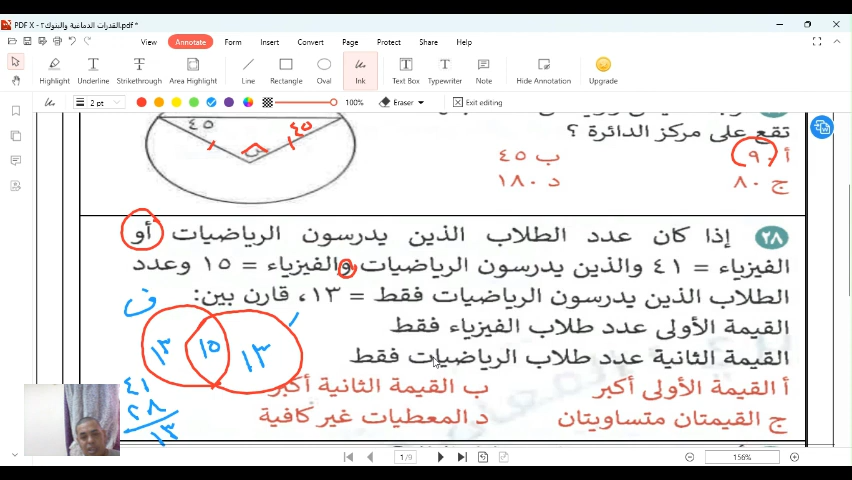 PDF X - القدرات الدماغية والبنوك٢.pdf *
View Annotate Form Insert Convert Page Protect Share Help
Highlight Underline Strikethrough Area Highlight Line Rectangle Oval Ink Text Box Typewriter Note Hide Annotation Upgrade
2 pt 100% Eraser Exit editing
تقع على مركز الدائرة ؟
أ ٩٠ ب ٤٥
ج ٨٠ د ١٨٠
٤٥ ٤٥
٢٨ إذا كان عدد الطلاب الذين يدرسون الرياضيات أو
الفيزياء = ٤١ والذين يدرسون الرياضيات والفيزياء = ١٥ وعدد
الطلاب الذين يدرسون الرياضيات فقط = ١٣، قارن بين:
القيمة الأولى عدد طلاب الفيزياء فقط
القيمة الثانية عدد طلاب الرياضيات فقط
أ القيمة الأولى أكبر ب القيمة الثانية أكبر
ج القيمتان متساويتان د المعطيات غير كافية
ف
١٣ ١٥ ١٣
٤١
٢٨
١٣
1/9 156%